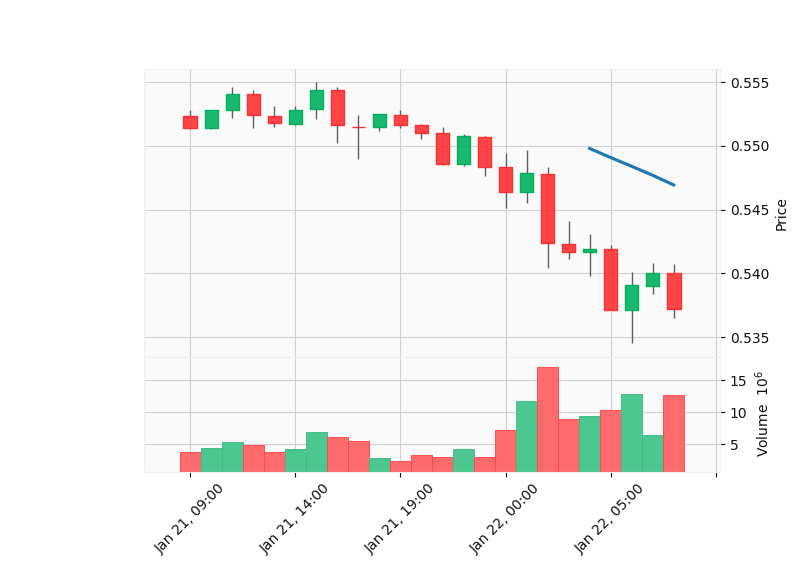 0.555
0.550
0.545
0.540
0.535
Price
15
10
5
Volume 10^6
Jan 21, 09:00
Jan 21, 14:00
Jan 21, 19:00
Jan 22, 00:00
Jan 22, 05:00